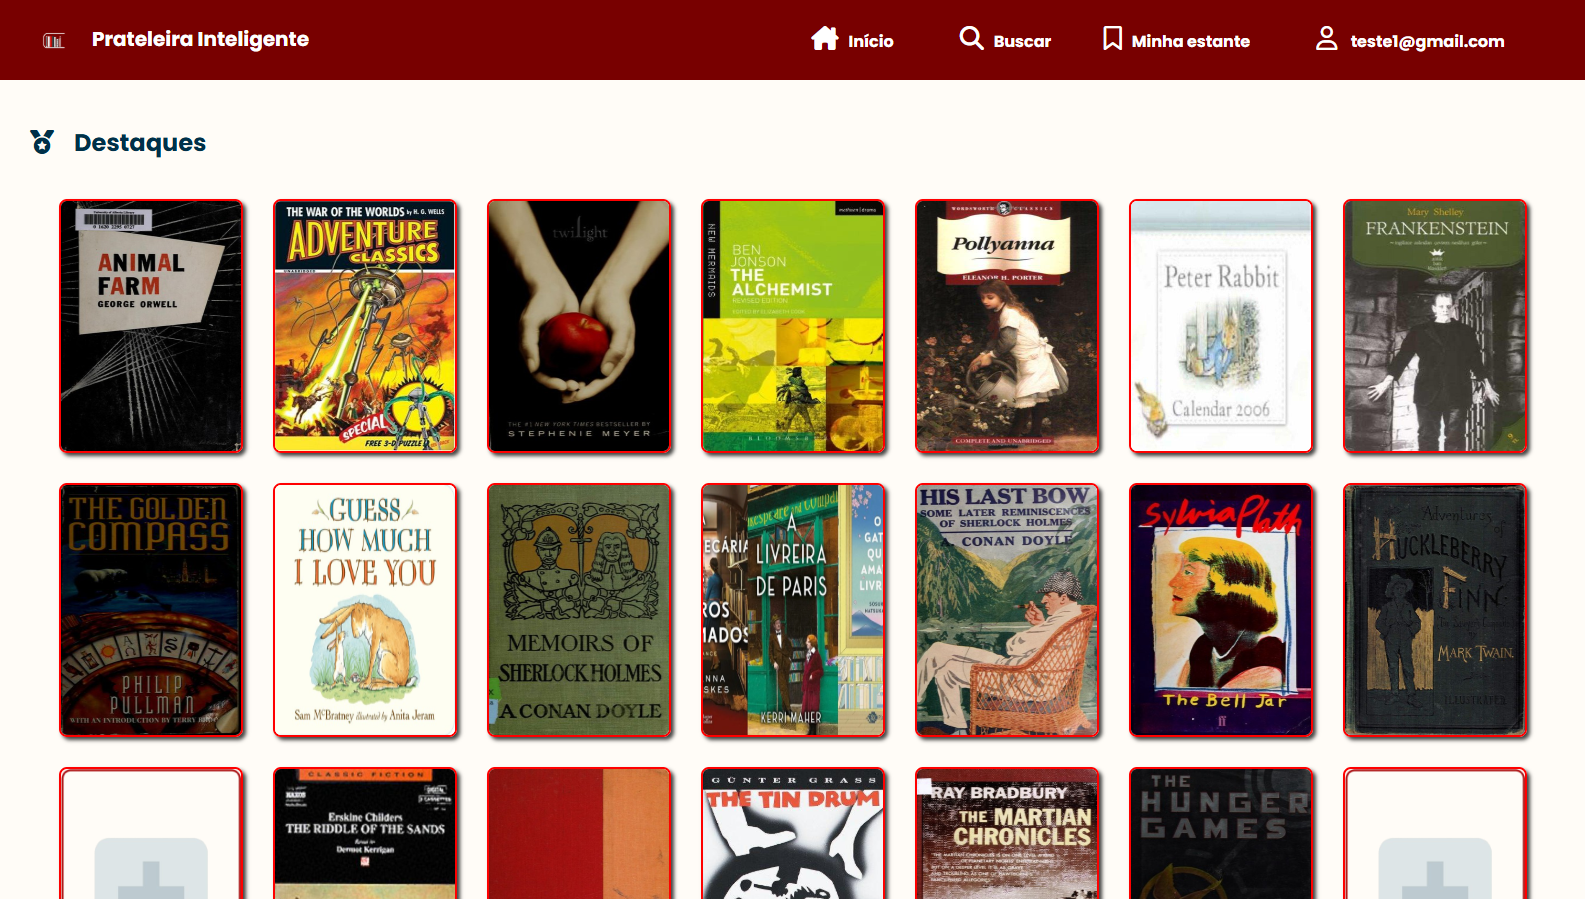 Prateleira Inteligente
Início
Buscar
Minha estante
teste1@gmail.com
Destaques
ANIMAL
FARM
GEORGE ORWELL
THE WAR OF THE WORLDS by H. G. WELLS
ADVENTURE
CLASSICS
SPECIAL
FREE 3-D PUZZLE
twilight
THE #1 NEW YORK TIMES BESTSELLER BY
STEPHENIE MEYER
NEW MERMAIDS
BEN
JONSON
THE
ALCHEMIST
REVISED EDITION
WORDSWORTH CLASSICS
Pollyanna
ELEANOR H. PORTER
COMPLETE AND UNABRIDGED
Peter Rabbit
Calendar 2006
Mary Shelley
FRANKENSTEIN
THE GOLDEN
COMPASS
PHILIP
PULLMAN
WITH AN INTRODUCTION BY TERRY
GUESS
HOW MUCH
I LOVE YOU
Sam McBratney illustrated by Anita Jeram
MEMOIRS OF
SHERLOCK HOLMES
A CONAN DOYLE
A
LIVREIRA
DE PARIS
KERRI MAHER
HIS LAST BOW
SOME LATER REMINISCENCES
OF SHERLOCK HOLMES
A. CONAN DOYLE
Sylvia Plath
The Bell Jar
ff
Adventures of
HUCKLEBERRY
FINN
MARK TWAIN.
ILLUSTRATED.
CLASSIC FICTION
NAXOS
Erskine Childers
THE RIDDLE OF THE SANDS
Read by
Dermot Kerrigan
GÜNTER GRASS
THE TIN DRUM
RAY BRADBURY
THE MARTIAN
CHRONICLES
THE
HUNGER
GAMES